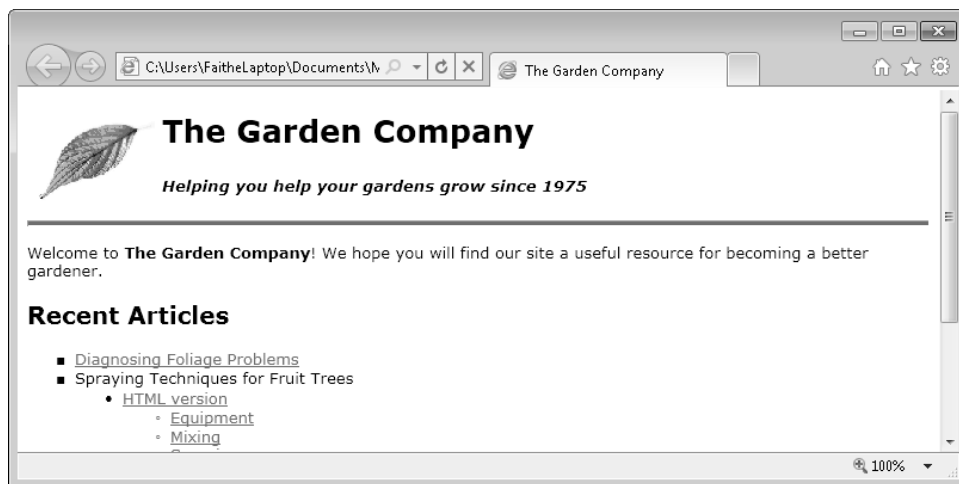 C:\Users\FaitheLaptop\Documents\
The Garden Company
The Garden Company
Helping you help your gardens grow since 1975
Welcome to The Garden Company! We hope you will find our site a useful resource for becoming a better
gardener.
Recent Articles
Diagnosing Foliage Problems
Spraying Techniques for Fruit Trees
HTML version
Equipment
Mixing
100%